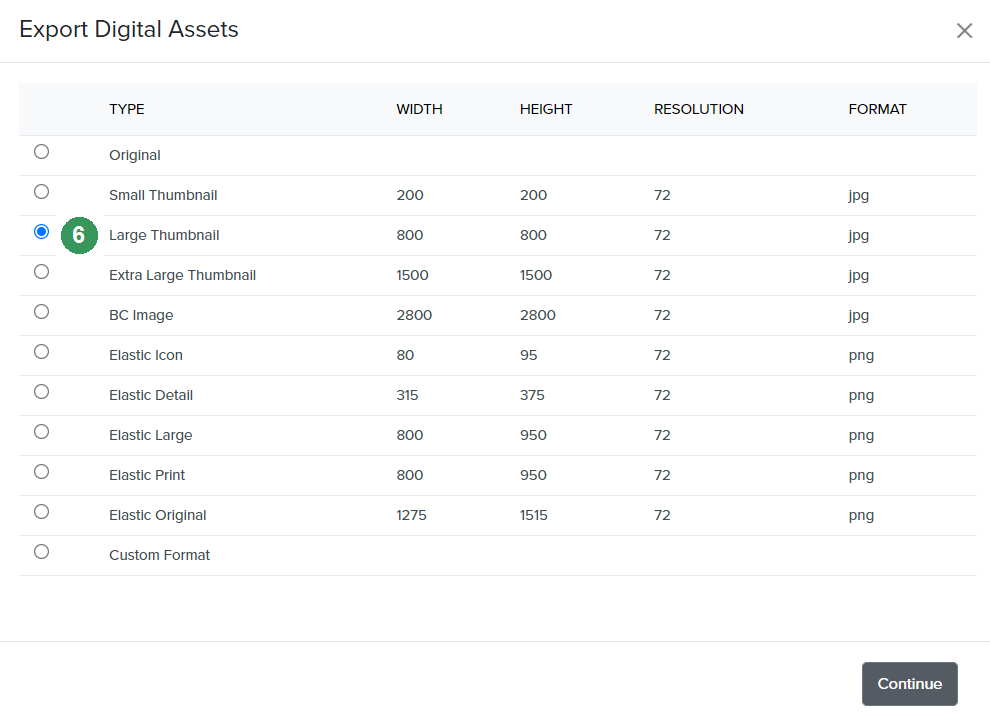 Export Digital Assets
TYPE WIDTH HEIGHT RESOLUTION FORMAT
Original
Small Thumbnail 200 200 72 jpg
6 Large Thumbnail 800 800 72 jpg
Extra Large Thumbnail 1500 1500 72 jpg
BC Image 2800 2800 72 jpg
Elastic Icon 80 95 72 png
Elastic Detail 315 375 72 png
Elastic Large 800 950 72 png
Elastic Print 800 950 72 png
Elastic Original 1275 1515 72 png
Custom Format
Continue